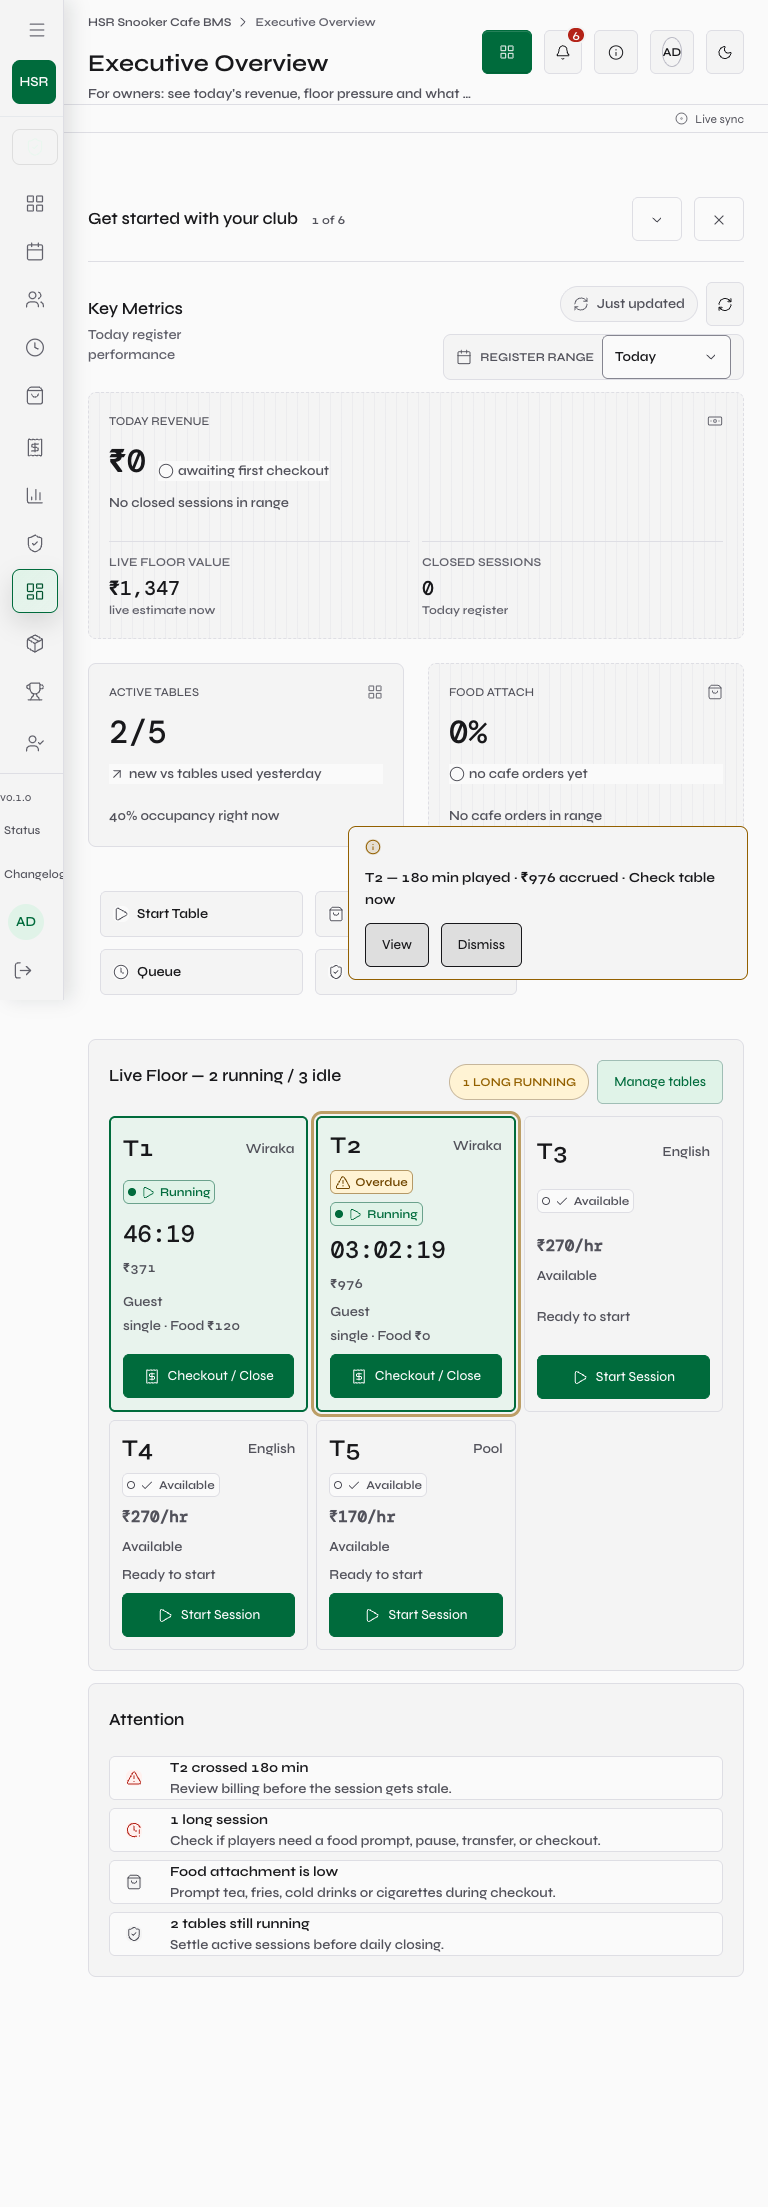 HSR Snooker Cafe BMS > Executive Overview
Executive Overview
For owners: see today's revenue, floor pressure and what ...
6
AD
HSR
Live sync
Get started with your club 1 of 6
Key Metrics
Today register
performance
Just updated
REGISTER RANGE Today
TODAY REVENUE
₹0 awaiting first checkout
No closed sessions in range
LIVE FLOOR VALUE
₹1,347
live estimate now
CLOSED SESSIONS
0
Today register
ACTIVE TABLES
2/5
new vs tables used yesterday
40% occupancy right now
FOOD ATTACH
0%
no cafe orders yet
No cafe orders in range
v0.1.0
Status
Changelog
AD
T2 — 180 min played · ₹976 accrued · Check table
now
View Dismiss
Start Table
Queue
Live Floor — 2 running / 3 idle
1 LONG RUNNING
Manage tables
T1 Wiraka
Running
46:19
₹371
Guest
single · Food ₹120
Checkout / Close
T2 Wiraka
Overdue
Running
03:02:19
₹976
Guest
single · Food ₹0
Checkout / Close
T3 English
Available
₹270/hr
Available
Ready to start
Start Session
T4 English
Available
₹270/hr
Available
Ready to start
Start Session
T5 Pool
Available
₹170/hr
Available
Ready to start
Start Session
Attention
T2 crossed 180 min
Review billing before the session gets stale.
1 long session
Check if players need a food prompt, pause, transfer, or checkout.
Food attachment is low
Prompt tea, fries, cold drinks or cigarettes during checkout.
2 tables still running
Settle active sessions before daily closing.